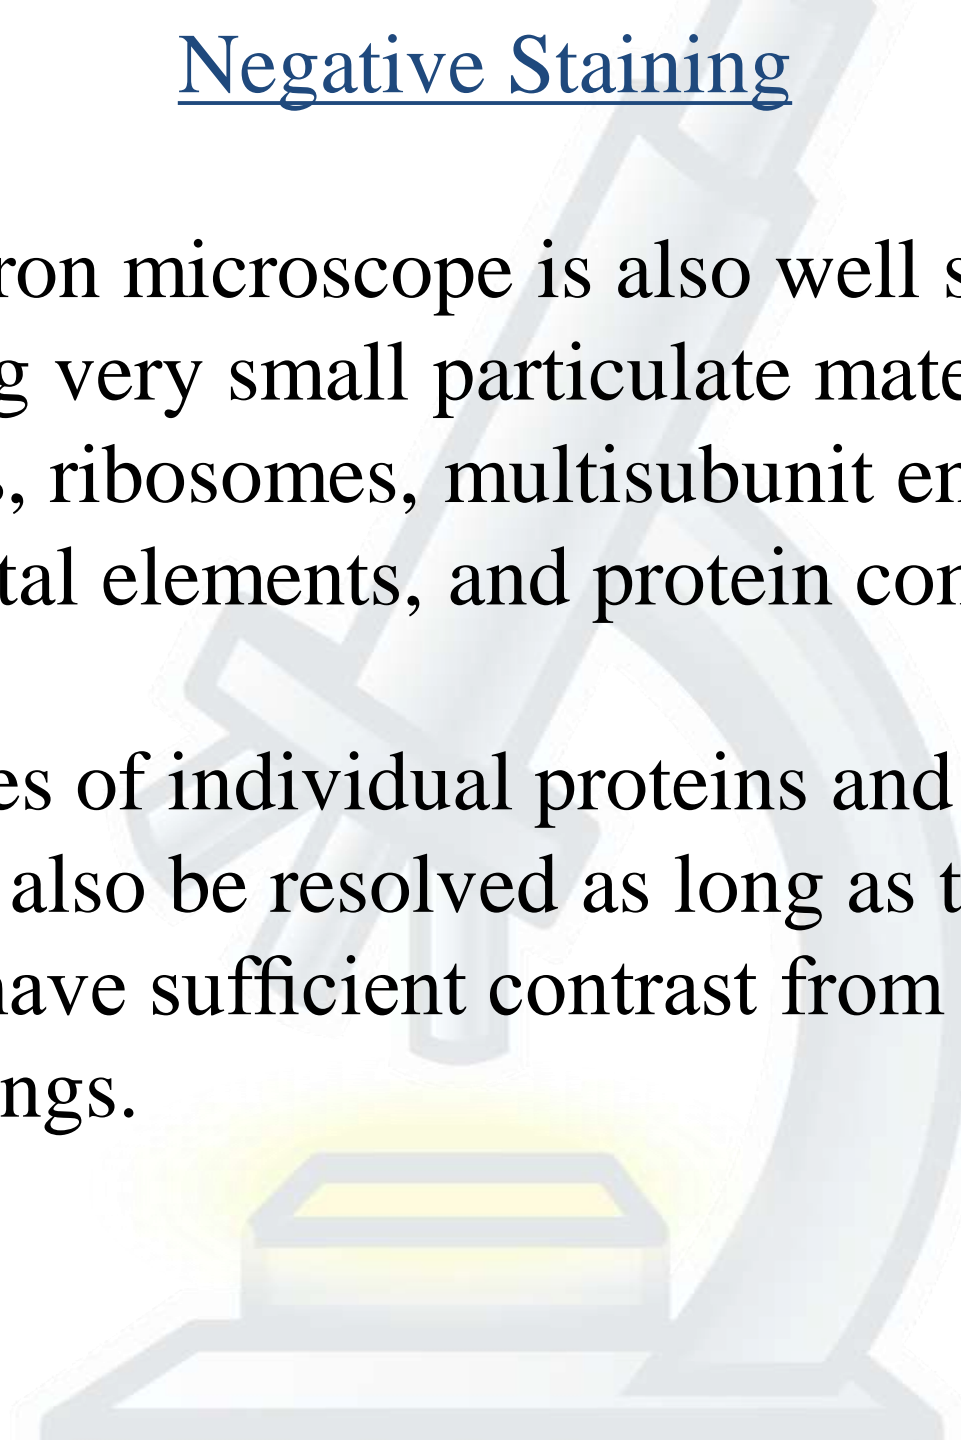 Negative Staining
ron microscope is also well s
g very small particulate mate
s, ribosomes, multisubunit en
tal elements, and protein con
es of individual proteins and
also be resolved as long as t
have sufficient contrast from
ngs.